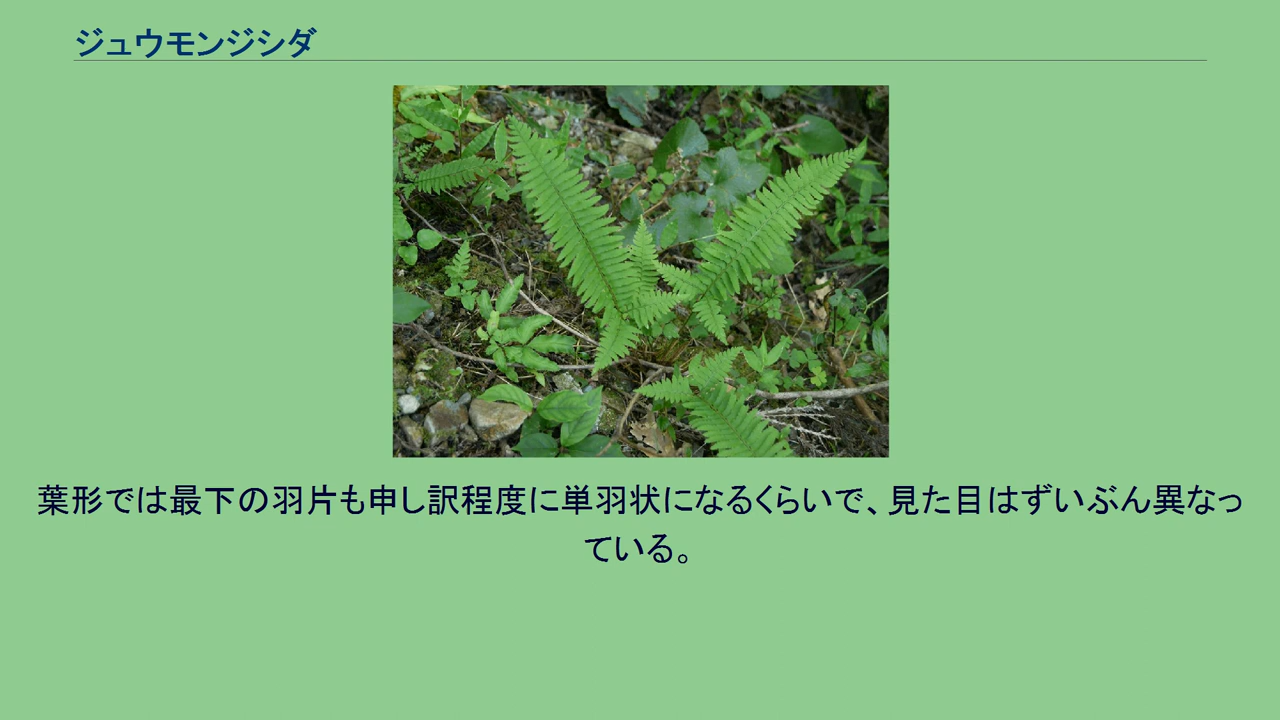 ジュウモンジシダ
葉形では最下の羽片も申し訳程度に単羽状になるくらいで、見た目はずいぶん異なっ
ている。